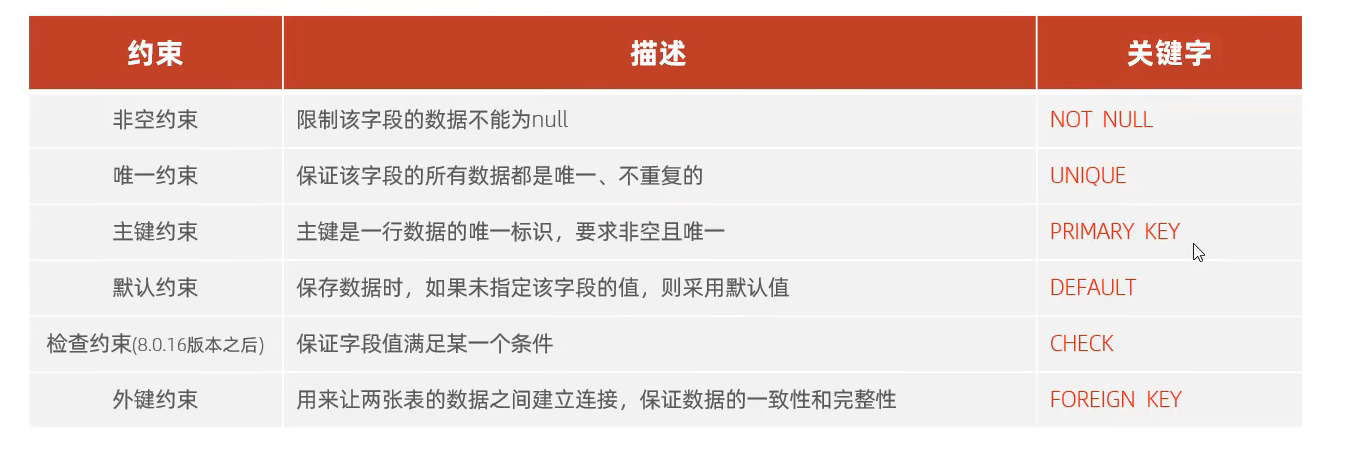 约束 描述 关键字
非空约束 限制该字段的数据不能为null NOT NULL
唯一约束 保证该字段的所有数据都是唯一、不重复的 UNIQUE
主键约束 主键是一行数据的唯一标识，要求非空且唯一 PRIMARY KEY
默认约束 保存数据时，如果未指定该字段的值，则采用默认值 DEFAULT
检查约束(8.0.16版本之后) 保证字段值满足某一个条件 CHECK
外键约束 用来让两张表的数据之间建立连接，保证数据的一致性和完整性 FOREIGN KEY